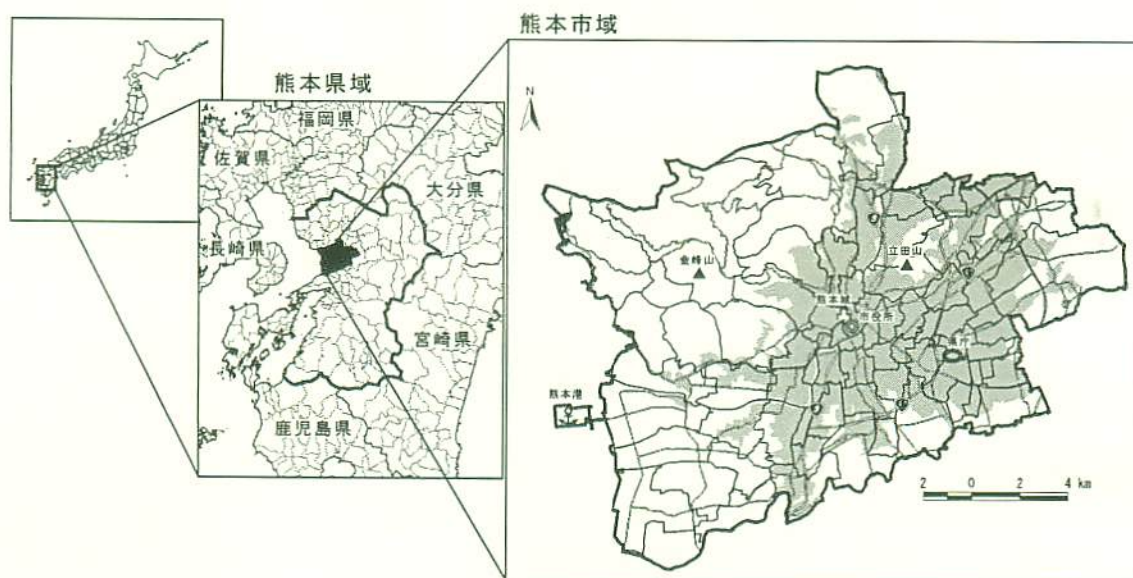 熊本市域
熊本県域
福岡県
佐賀県
大分県
長崎県
宮崎県
鹿児島県
N
金峰山
立田山
熊本城
市役所
県庁
熊本港
2 0 2 4 km